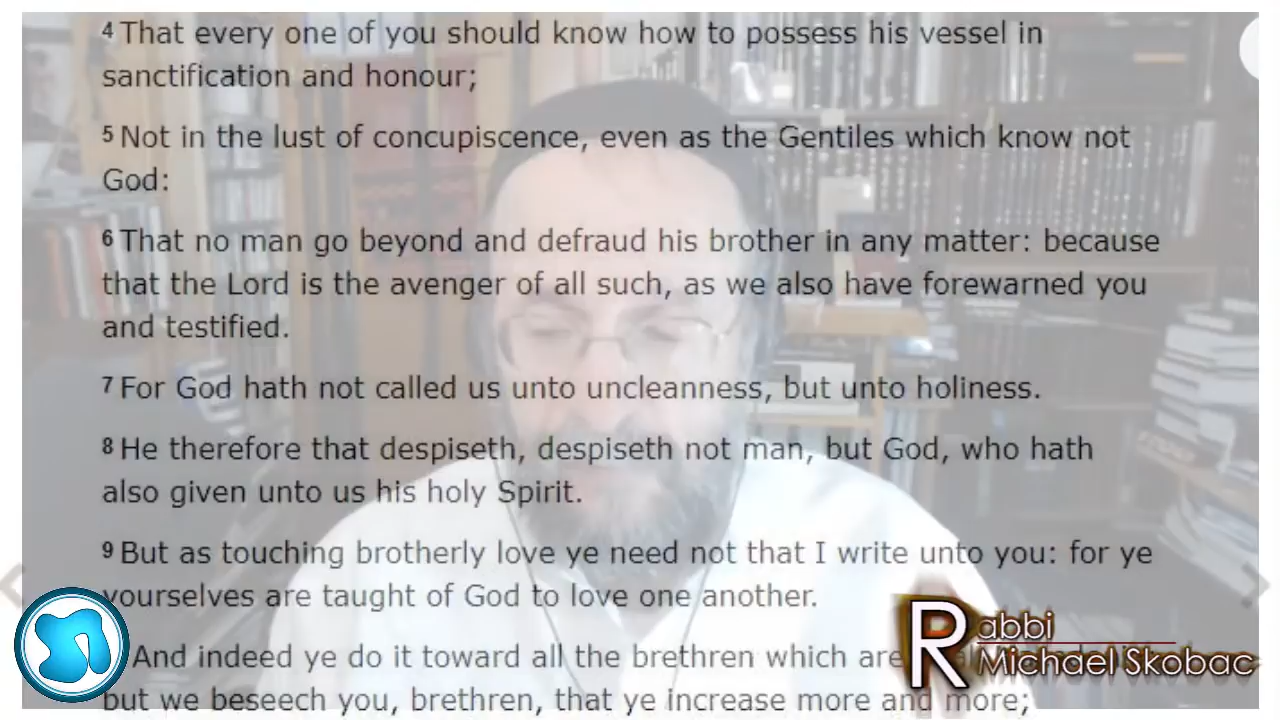 4 That every one of you should know how to possess his vessel in
sanctification and honour;
5 Not in the lust of concupiscence, even as the Gentiles which know not
God:
6 That no man go beyond and defraud his brother in any matter: because
that the Lord is the avenger of all such, as we also have forewarned you
and testified.
7 For God hath not called us unto uncleanness, but unto holiness.
8 He therefore that despiseth, despiseth not man, but God, who hath
also given unto us his holy Spirit.
9 But as touching brotherly love ye need not that I write unto you: for ye
yourselves are taught of God to love one another.
And indeed ye do it toward all the brethren which are
but we beseech you, brethren, that ye increase more and more;
Rabbi
Michael Skobac